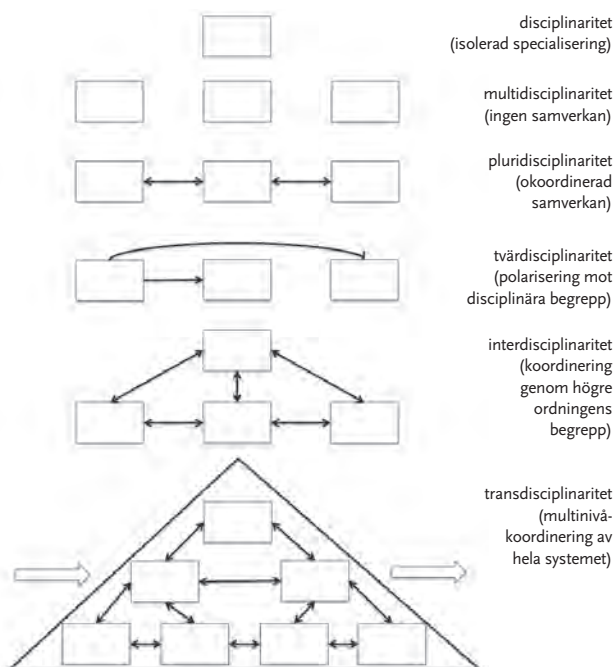 disciplinaritet
(isolerad specialisering)
multidisciplinaritet
(ingen samverkan)
pluridisciplinaritet
(okoordinerad
samverkan)
tvärdisciplinaritet
(polarisering mot
disciplinära begrepp)
interdisciplinaritet
(koordinering
genom högre
ordningens
begrepp)
transdisciplinaritet
(multinivå-
koordinering av
hela systemet)